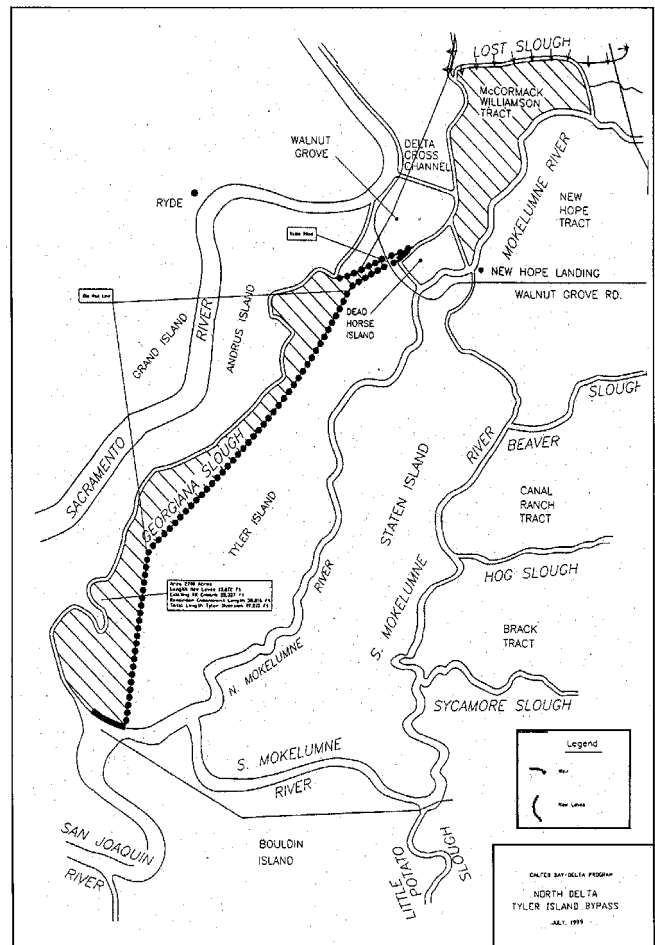 LOST SLOUGH
McCORMACK
WILLIAMSON
TRACT
WALNUT
GROVE
DELTA
CROSS
CHANNEL
MOKELUMNE RIVER
RYDE
NEW
HOPE
TRACT
NEW HOPE LANDING
WALNUT GROVE RD.
DEAD
HORSE
ISLAND
GRAND ISLAND
RIVER
ANDRUS ISLAND
SACRAMENTO
GEORGIANA SLOUGH
TYLER ISLAND
STATEN ISLAND
RIVER
SLOUGH
BEAVER
CANAL
RANCH
TRACT
HOG SLOUGH
RIVER
S. MOKELUMNE
BRACK
TRACT
N. MOKELUMNE
SYCAMORE SLOUGH
S. MOKELUMNE
RIVER
Legend
Weir
New Levee
SAN JOAQUIN
RIVER
BOULDIN
ISLAND
LITTLE
POTATO
SLOUGH
CALFED BAY-DELTA PROGRAM
NORTH DELTA
TYLER ISLAND BYPASS
JULY, 1999